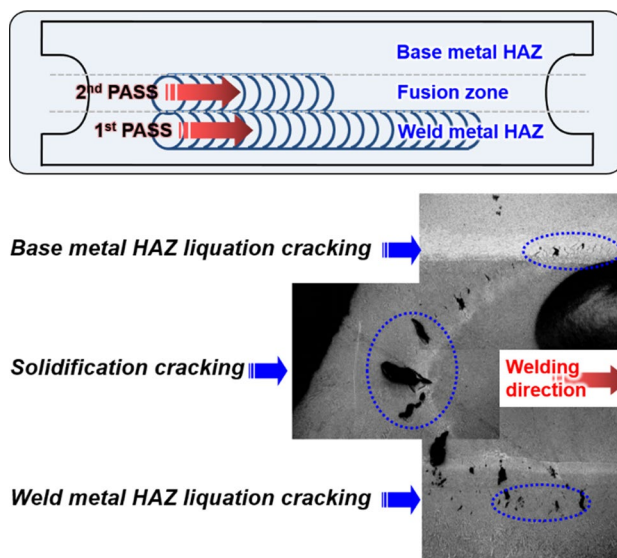 Base metal HAZ
2nd PASS
Fusion zone
1st PASS
Weld metal HAZ
Base metal HAZ liquation cracking
Solidification cracking
Welding
direction
Weld metal HAZ liquation cracking